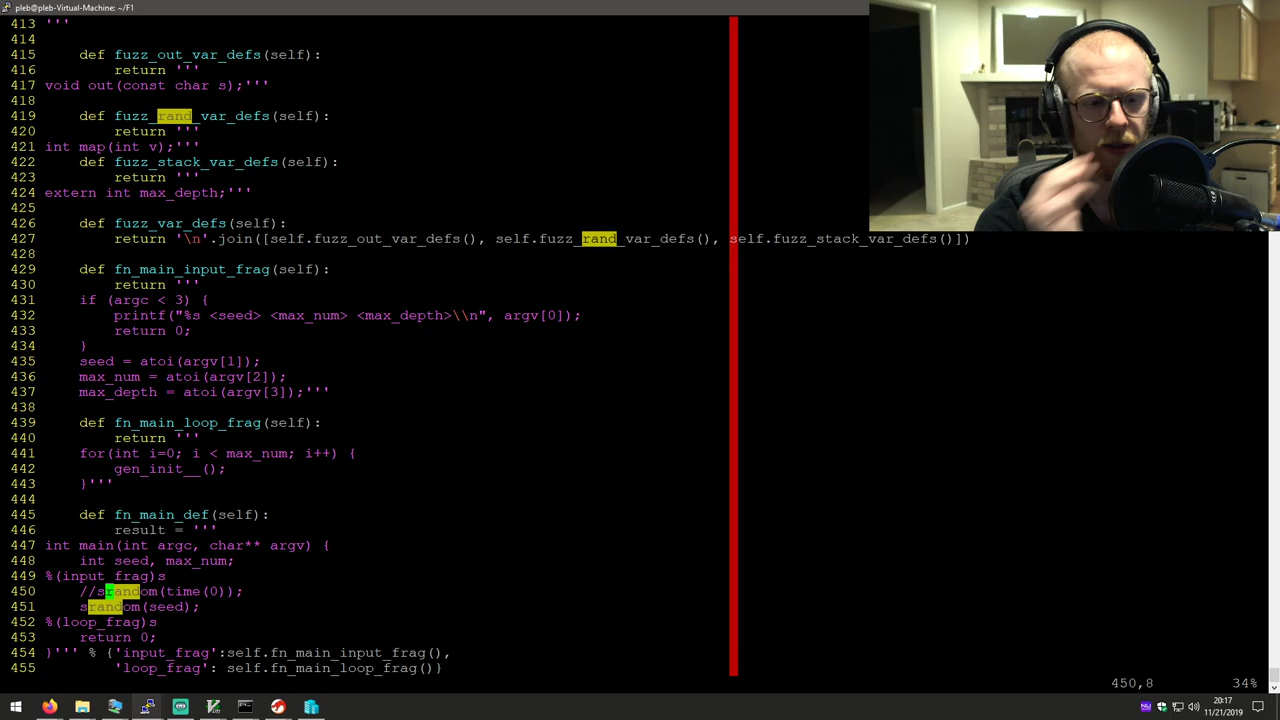 pleb@pleb-Virtual-Machine: ~/F1
413 '''
414
415     def fuzz_out_var_defs(self):
416         return '''
417 void out(const char s);'''
418
419     def fuzz_rand_var_defs(self):
420         return '''
421 int map(int v);'''
422     def fuzz_stack_var_defs(self):
423         return '''
424 extern int max_depth;'''
425
426     def fuzz_var_defs(self):
427         return '\n'.join([self.fuzz_out_var_defs(), self.fuzz_rand_var_defs(), self.fuzz_stack_var_defs()])
428
429     def fn_main_input_frag(self):
430         return '''
431     if (argc < 3) {
432         printf("%s <seed> <max_num> <max_depth>\\n", argv[0]);
433         return 0;
434     }
435     seed = atoi(argv[1]);
436     max_num = atoi(argv[2]);
437     max_depth = atoi(argv[3]);'''
438
439     def fn_main_loop_frag(self):
440         return '''
441     for(int i=0; i < max_num; i++) {
442         gen_init__();
443     }'''
444
445     def fn_main_def(self):
446         result = '''
447 int main(int argc, char** argv) {
448     int seed, max_num;
449 %(input_frag)s
450     //srandom(time(0));
451     srandom(seed);
452 %(loop_frag)s
453     return 0;
454 }''' % {'input_frag':self.fn_main_input_frag(),
455         'loop_frag': self.fn_main_loop_frag()}
450,8 34%
20:17
11/21/2019